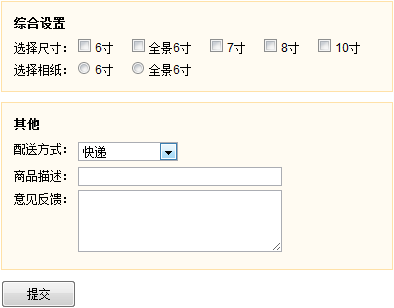 综合设置
选择尺寸： 6寸 全景6寸 7寸 8寸 10寸
选择相纸： 6寸 全景6寸
其他
配送方式： 快递
商品描述：
意见反馈：
提交